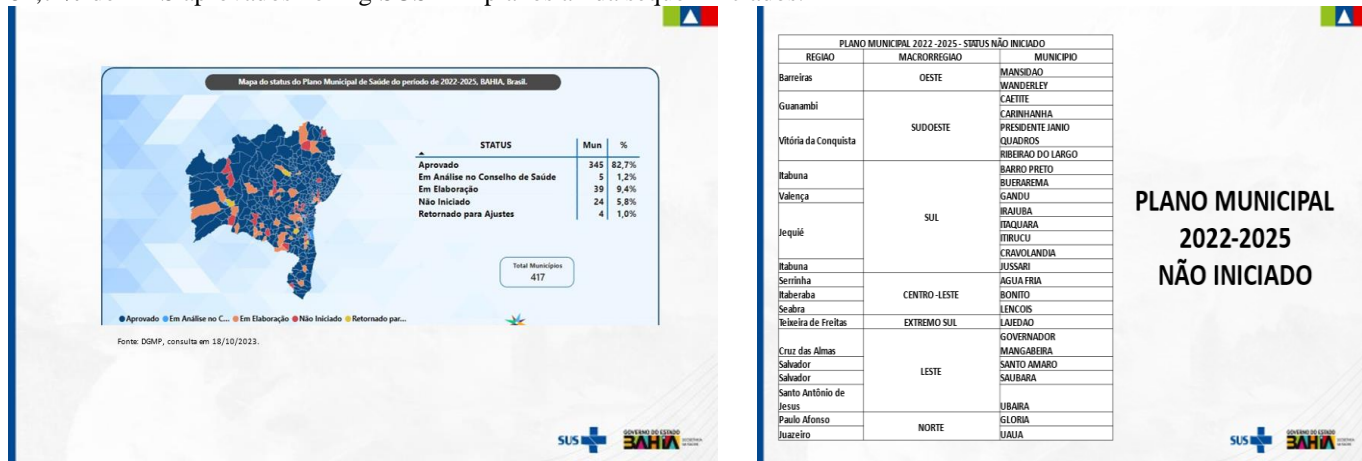 Mapa do status do Plano Municipal de Saúde do período de 2022-2025, BAHIA, Brasil.
STATUS Mun %
Aprovado 345 82,7%
Em Análise no Conselho de Saúde 5 1,2%
Em Elaboração 39 9,4%
Não Iniciado 24 5,8%
Retornado para Ajustes 4 1,0%
Total Municípios
417
Aprovado Em Análise no C... Em Elaboração Não Iniciado Retornado par...
Fonte: DGMP, consulta em 18/10/2023.
SUS
GOVERNO DO ESTADO
BAHIA
PLANO MUNICIPAL 2022 -2025 - STATUS NÃO INICIADO
REGIAO MACRORREGIAO MUNICIPIO
Barreiras OESTE MANSIDAO
WANDERLEY
Guanambi SUDOESTE CAETITE
CARINHANHA
Vitória da Conquista PRESIDENTE JANIO
QUADROS
RIBEIRAO DO LARGO
Itabuna SUL BARRO PRETO
BUERAREMA
Valença GANDU
Jequié IRAJUBA
ITAQUARA
ITIRUCU
CRAVOLANDIA
Itabuna JUSSARI
Serrinha CENTRO -LESTE AGUA FRIA
Itaberaba BONITO
Seabra LENCOIS
Teixeira de Freitas EXTREMO SUL LAJEDAO
Cruz das Almas LESTE GOVERNADOR
MANGABEIRA
Salvador SANTO AMARO
Salvador SAUBARA
Santo Antônio de
Jesus UBAIRA
Paulo Afonso NORTE GLORIA
Juazeiro UAUA
PLANO MUNICIPAL
2022-2025
NÃO INICIADO
SUS
GOVERNO DO ESTADO
BAHIA